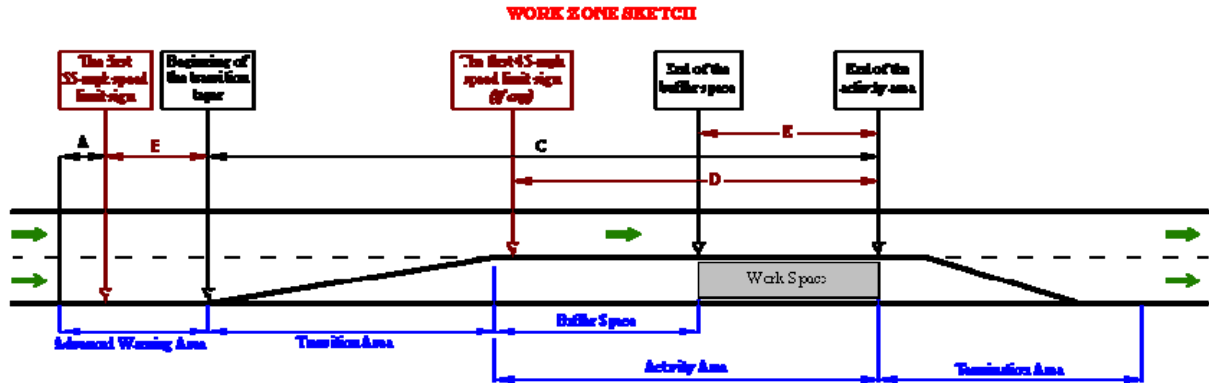 WORK ZONE SKETCH
The first
55-mph speed
limit sign
Beginning of
the transition
taper
The first 45-mph
speed limit sign
(if any)
End of the
buffer space
End of the
activity area
E
A
E
C
D
Work Space
Buffer Space
Advanced Warning Area
Transition Area
Activity Area
Termination Area